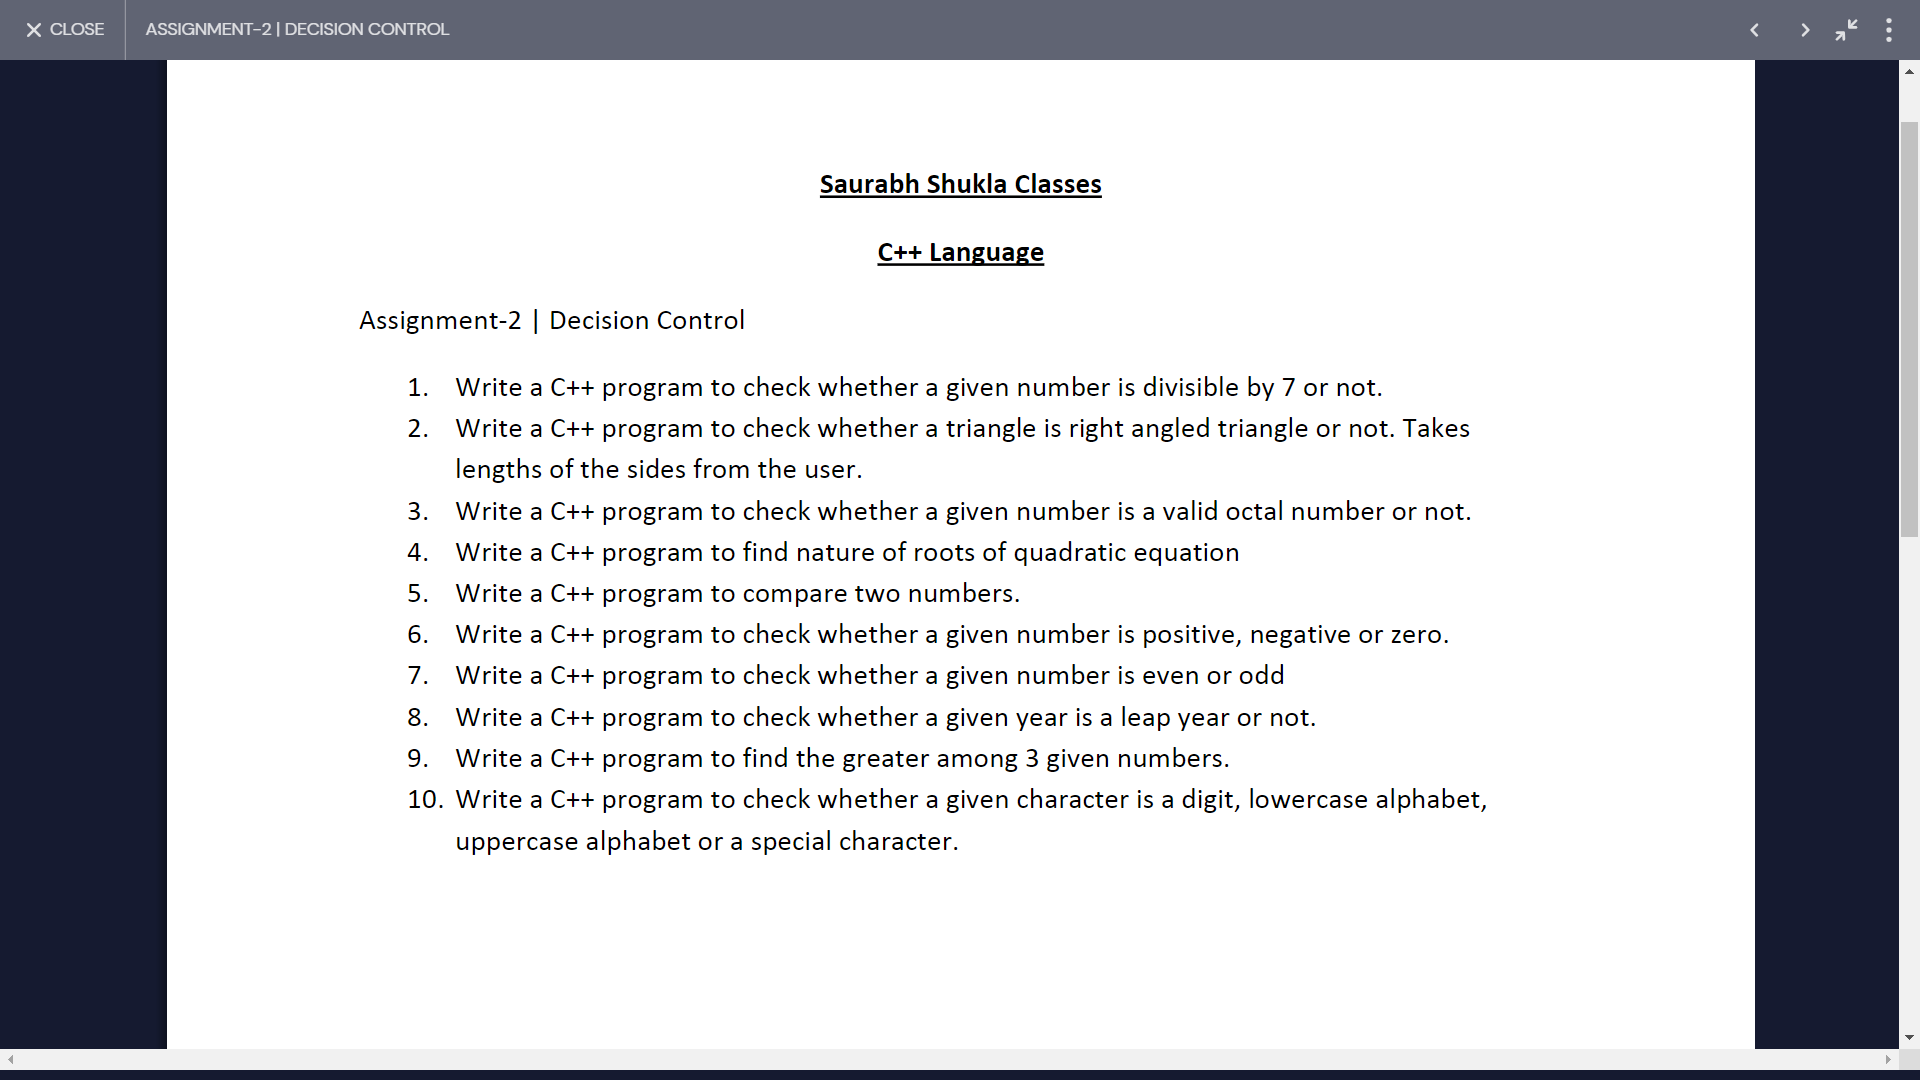 CLOSE
ASSIGNMENT-2 | DECISION CONTROL
Saurabh Shukla Classes
C++ Language
Assignment-2 | Decision Control
1. Write a C++ program to check whether a given number is divisible by 7 or not.
2. Write a C++ program to check whether a triangle is right angled triangle or not. Takes
lengths of the sides from the user.
3. Write a C++ program to check whether a given number is a valid octal number or not.
4. Write a C++ program to find nature of roots of quadratic equation
5. Write a C++ program to compare two numbers.
6. Write a C++ program to check whether a given number is positive, negative or zero.
7. Write a C++ program to check whether a given number is even or odd
8. Write a C++ program to check whether a given year is a leap year or not.
9. Write a C++ program to find the greater among 3 given numbers.
10. Write a C++ program to check whether a given character is a digit, lowercase alphabet,
uppercase alphabet or a special character.